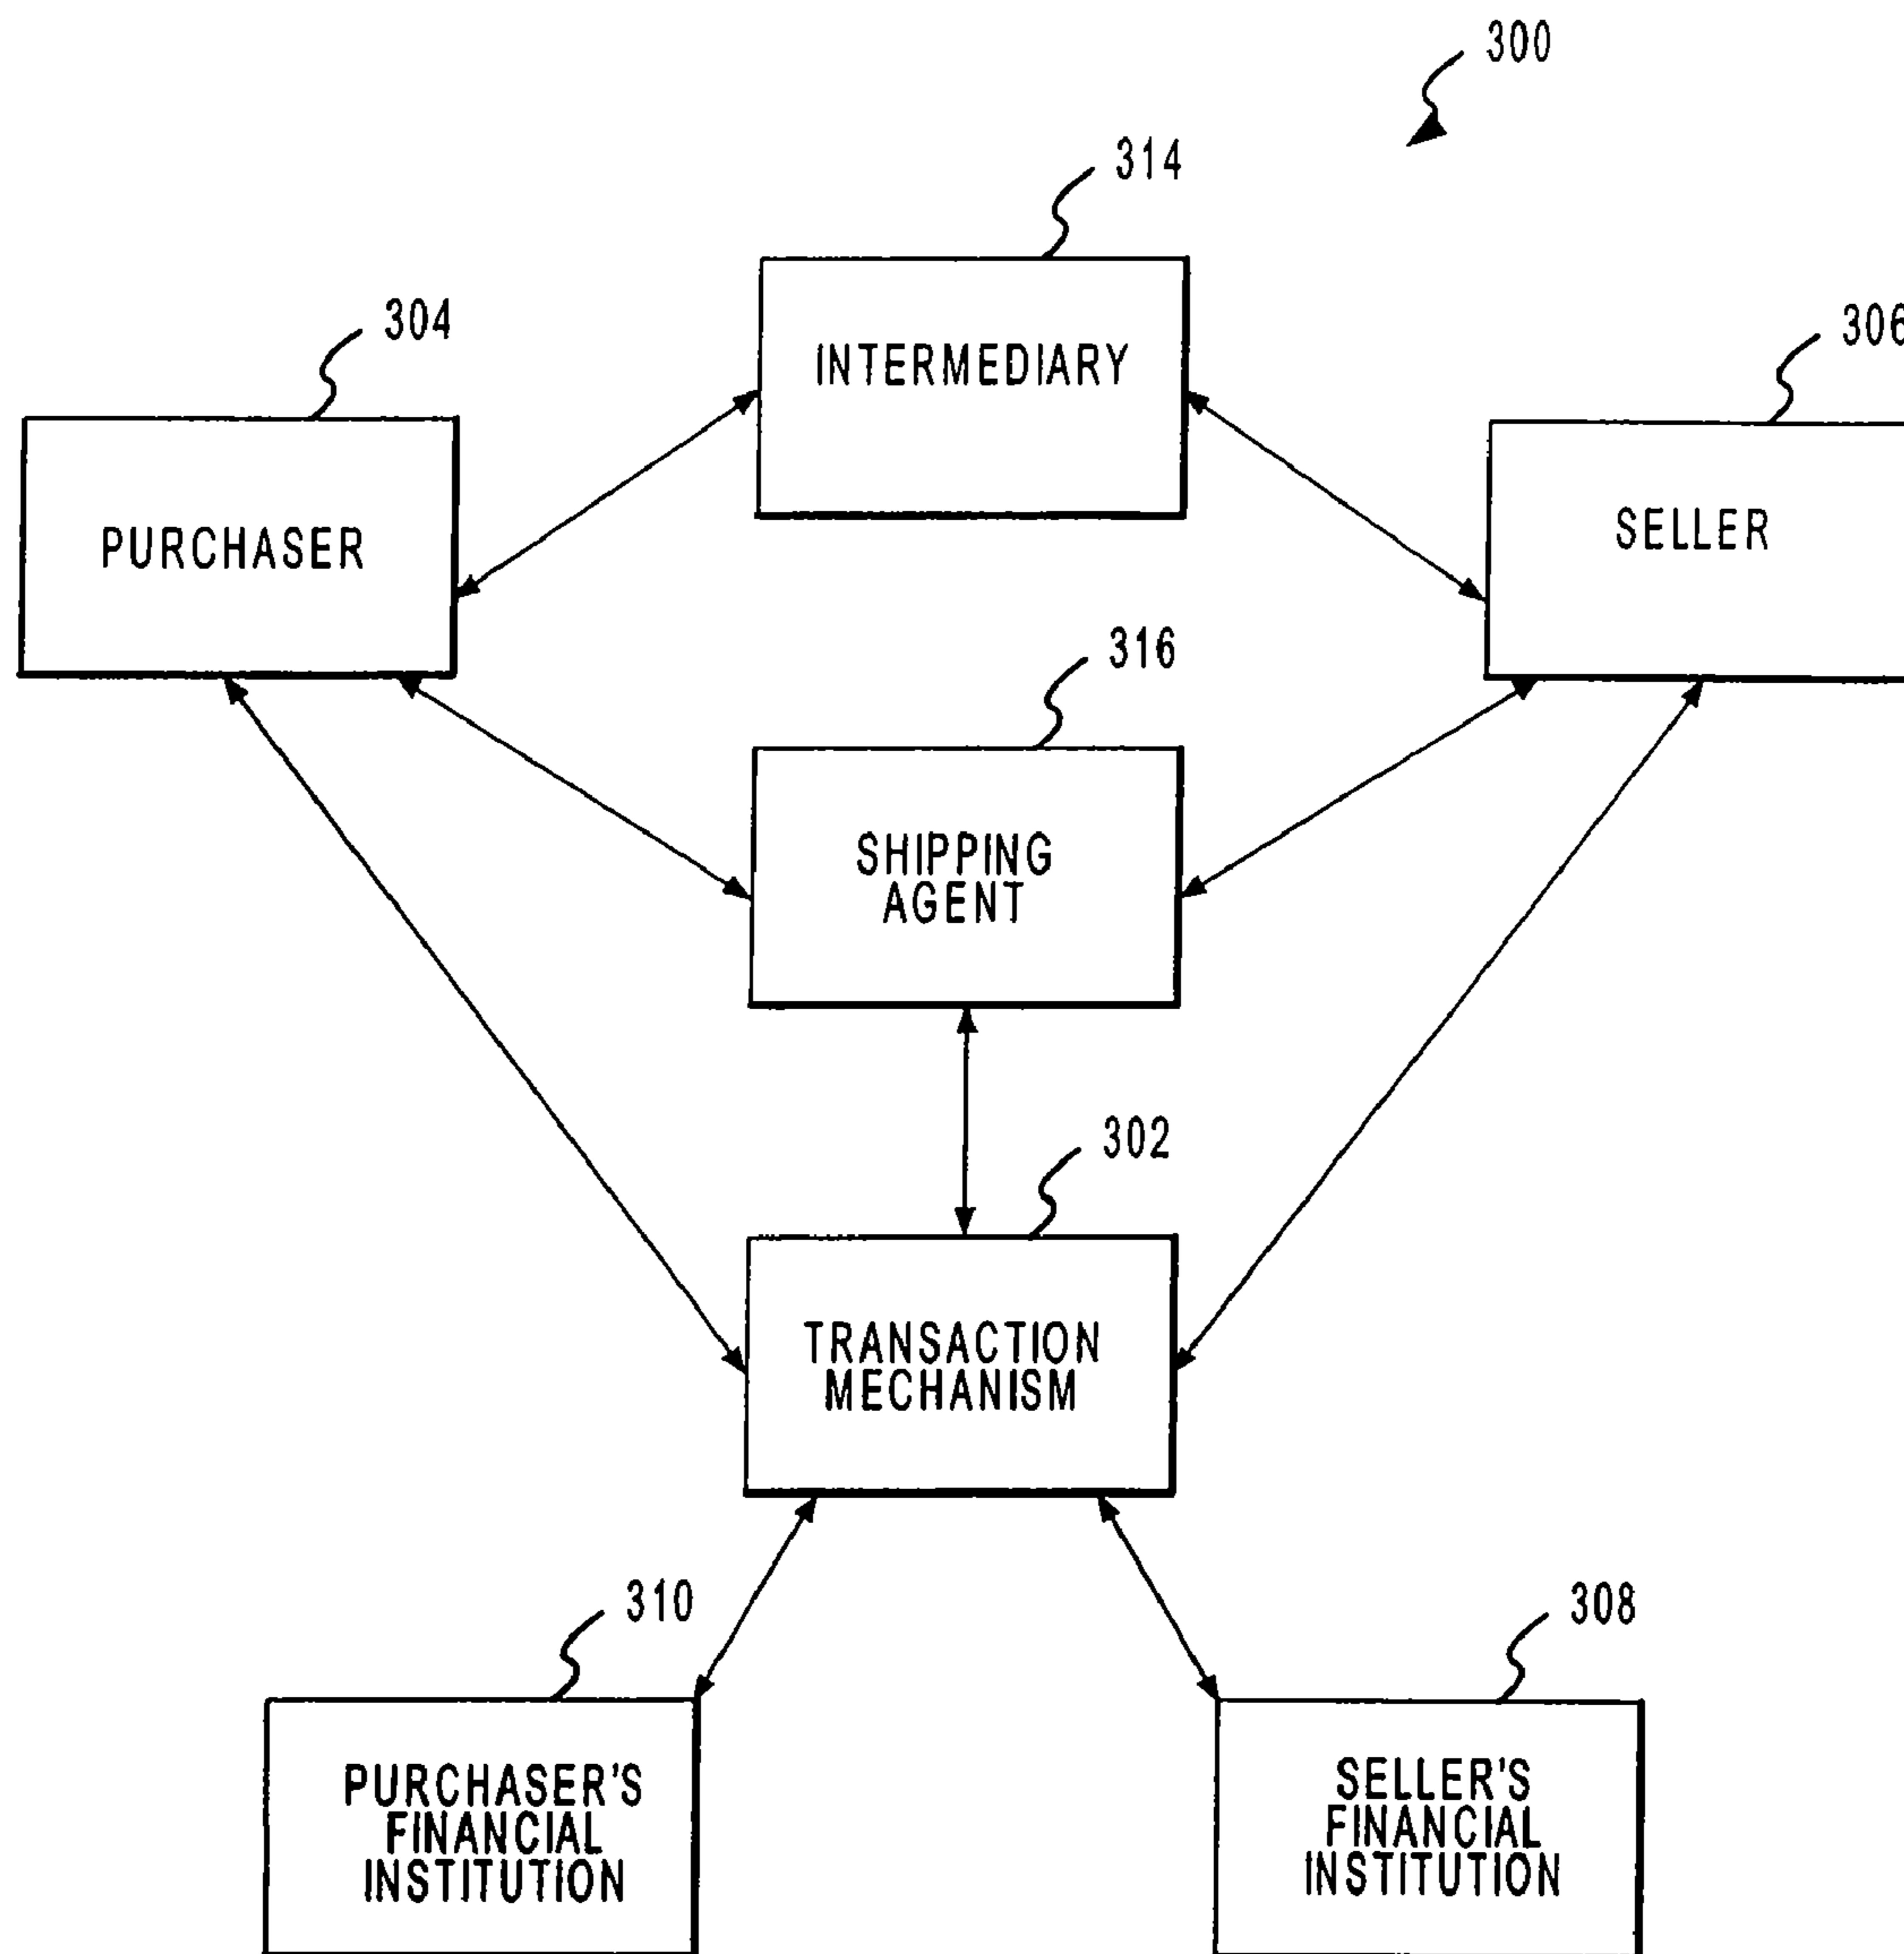 300
314
INTERMEDIARY
304
PURCHASER
306
SELLER
316
SHIPPING
AGENT
302
TRANSACTION
MECHANISM
310
PURCHASER'S
FINANCIAL
INSTITUTION
308
SELLER'S
FINANCIAL
INSTITUTION